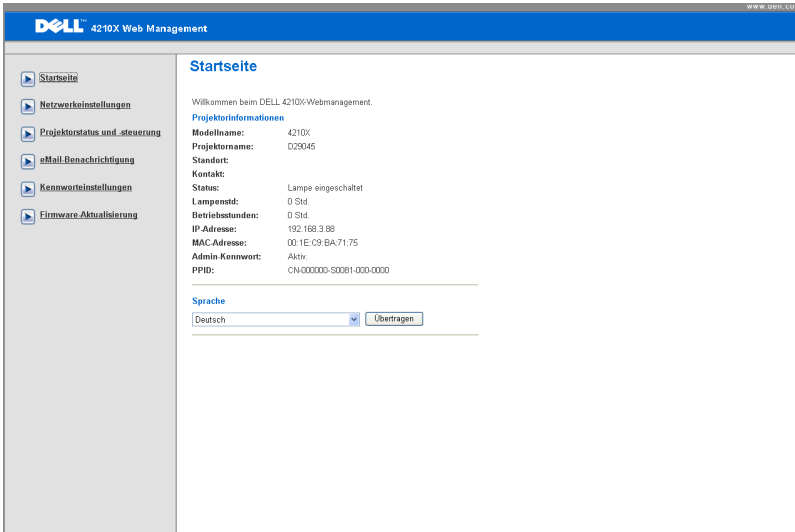 www.dell.co
DELL™ 4210X Web Management
Startseite
Netzwerkeinstellungen
Projektorstatus und -steuerung
eMail-Benachrichtigung
Kennworteinstellungen
Firmware-Aktualisierung
Startseite
Willkommen beim DELL 4210X-Webmanagement.
Projektorinformationen
Modellname: 4210X
Projektorname: D29045
Standort:
Kontakt:
Status: Lampe eingeschaltet
Lampenstd: 0 Std.
Betriebsstunden: 0 Std.
IP-Adresse: 192.168.3.88
MAC-Adresse: 00:1E:C9:BA:71:75
Admin-Kennwort: Aktiv.
PPID: CN-000000-S0081-000-0000
Sprache
Deutsch Übertragen